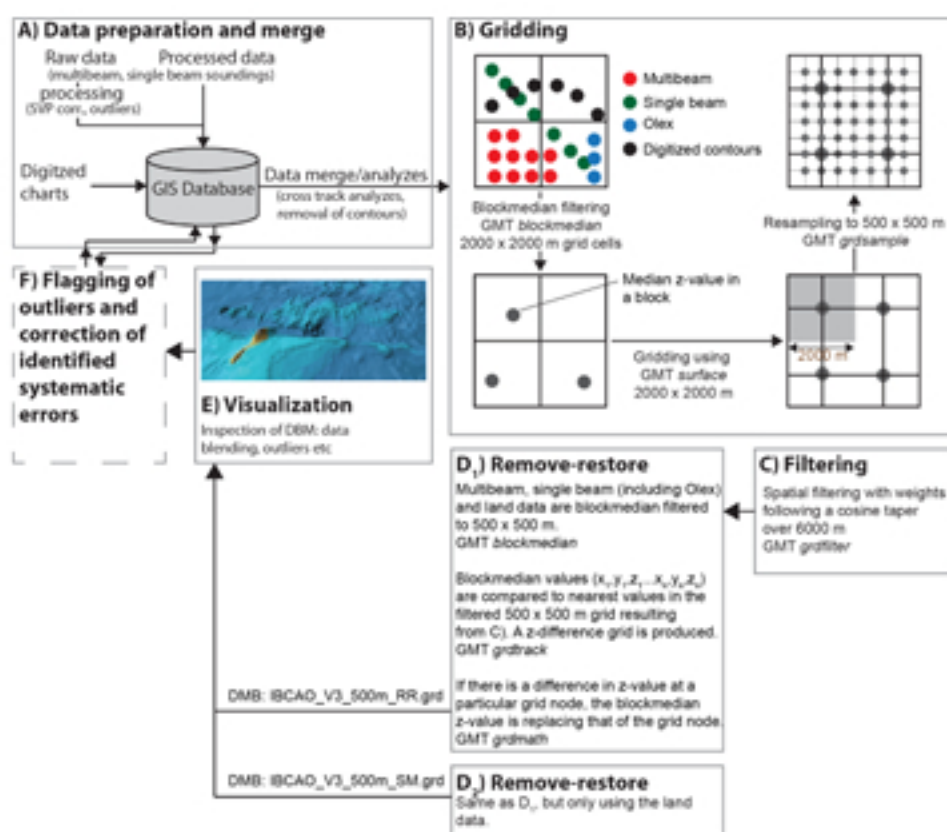 A) Data preparation and merge
Raw data
Processed data
(multibeam, single beam soundings)
processing
(SVP corr., outliers)
Digitzed
charts
GIS Database
Data merge/analyzes
(cross track analyzes,
removal of contours)
B) Gridding
Multibeam
Single beam
Olex
Digitized contours
Blockmedian filtering
GMT blockmedian
2000 x 2000 m grid cells
Resampling to 500 x 500 m
GMT grdsample
Median z-value in
a block
Gridding using
GMT surface
2000 x 2000 m
2000 m
F) Flagging of
outliers and
correction of
identified
systematic
errors
E) Visualization
Inspection of DBM: data
blending, outliers etc
D₁) Remove-restore
Multibeam, single beam (including Olex)
and land data are blockmedian filtered
to 500 x 500 m.
GMT blockmedian
Blockmedian values
are compared to nearest values in the
filtered 500 x 500 m grid resulting
from C). A z-difference grid is produced.
GMT grdtrack
If there is a difference in z-value at a
particular grid node, the blockmedian
z-value is replacing that of the grid node.
GMT grdmath
C) Filtering
Spatial filtering with weights
following a cosine taper
over 6000 m
GMT grdfilter
DMB: IBCAO_V3_500m_RR.grd
DMB: IBCAO_V3_500m_SM.grd
D₂) Remove-restore
Same as D₁, but only using the land
data.